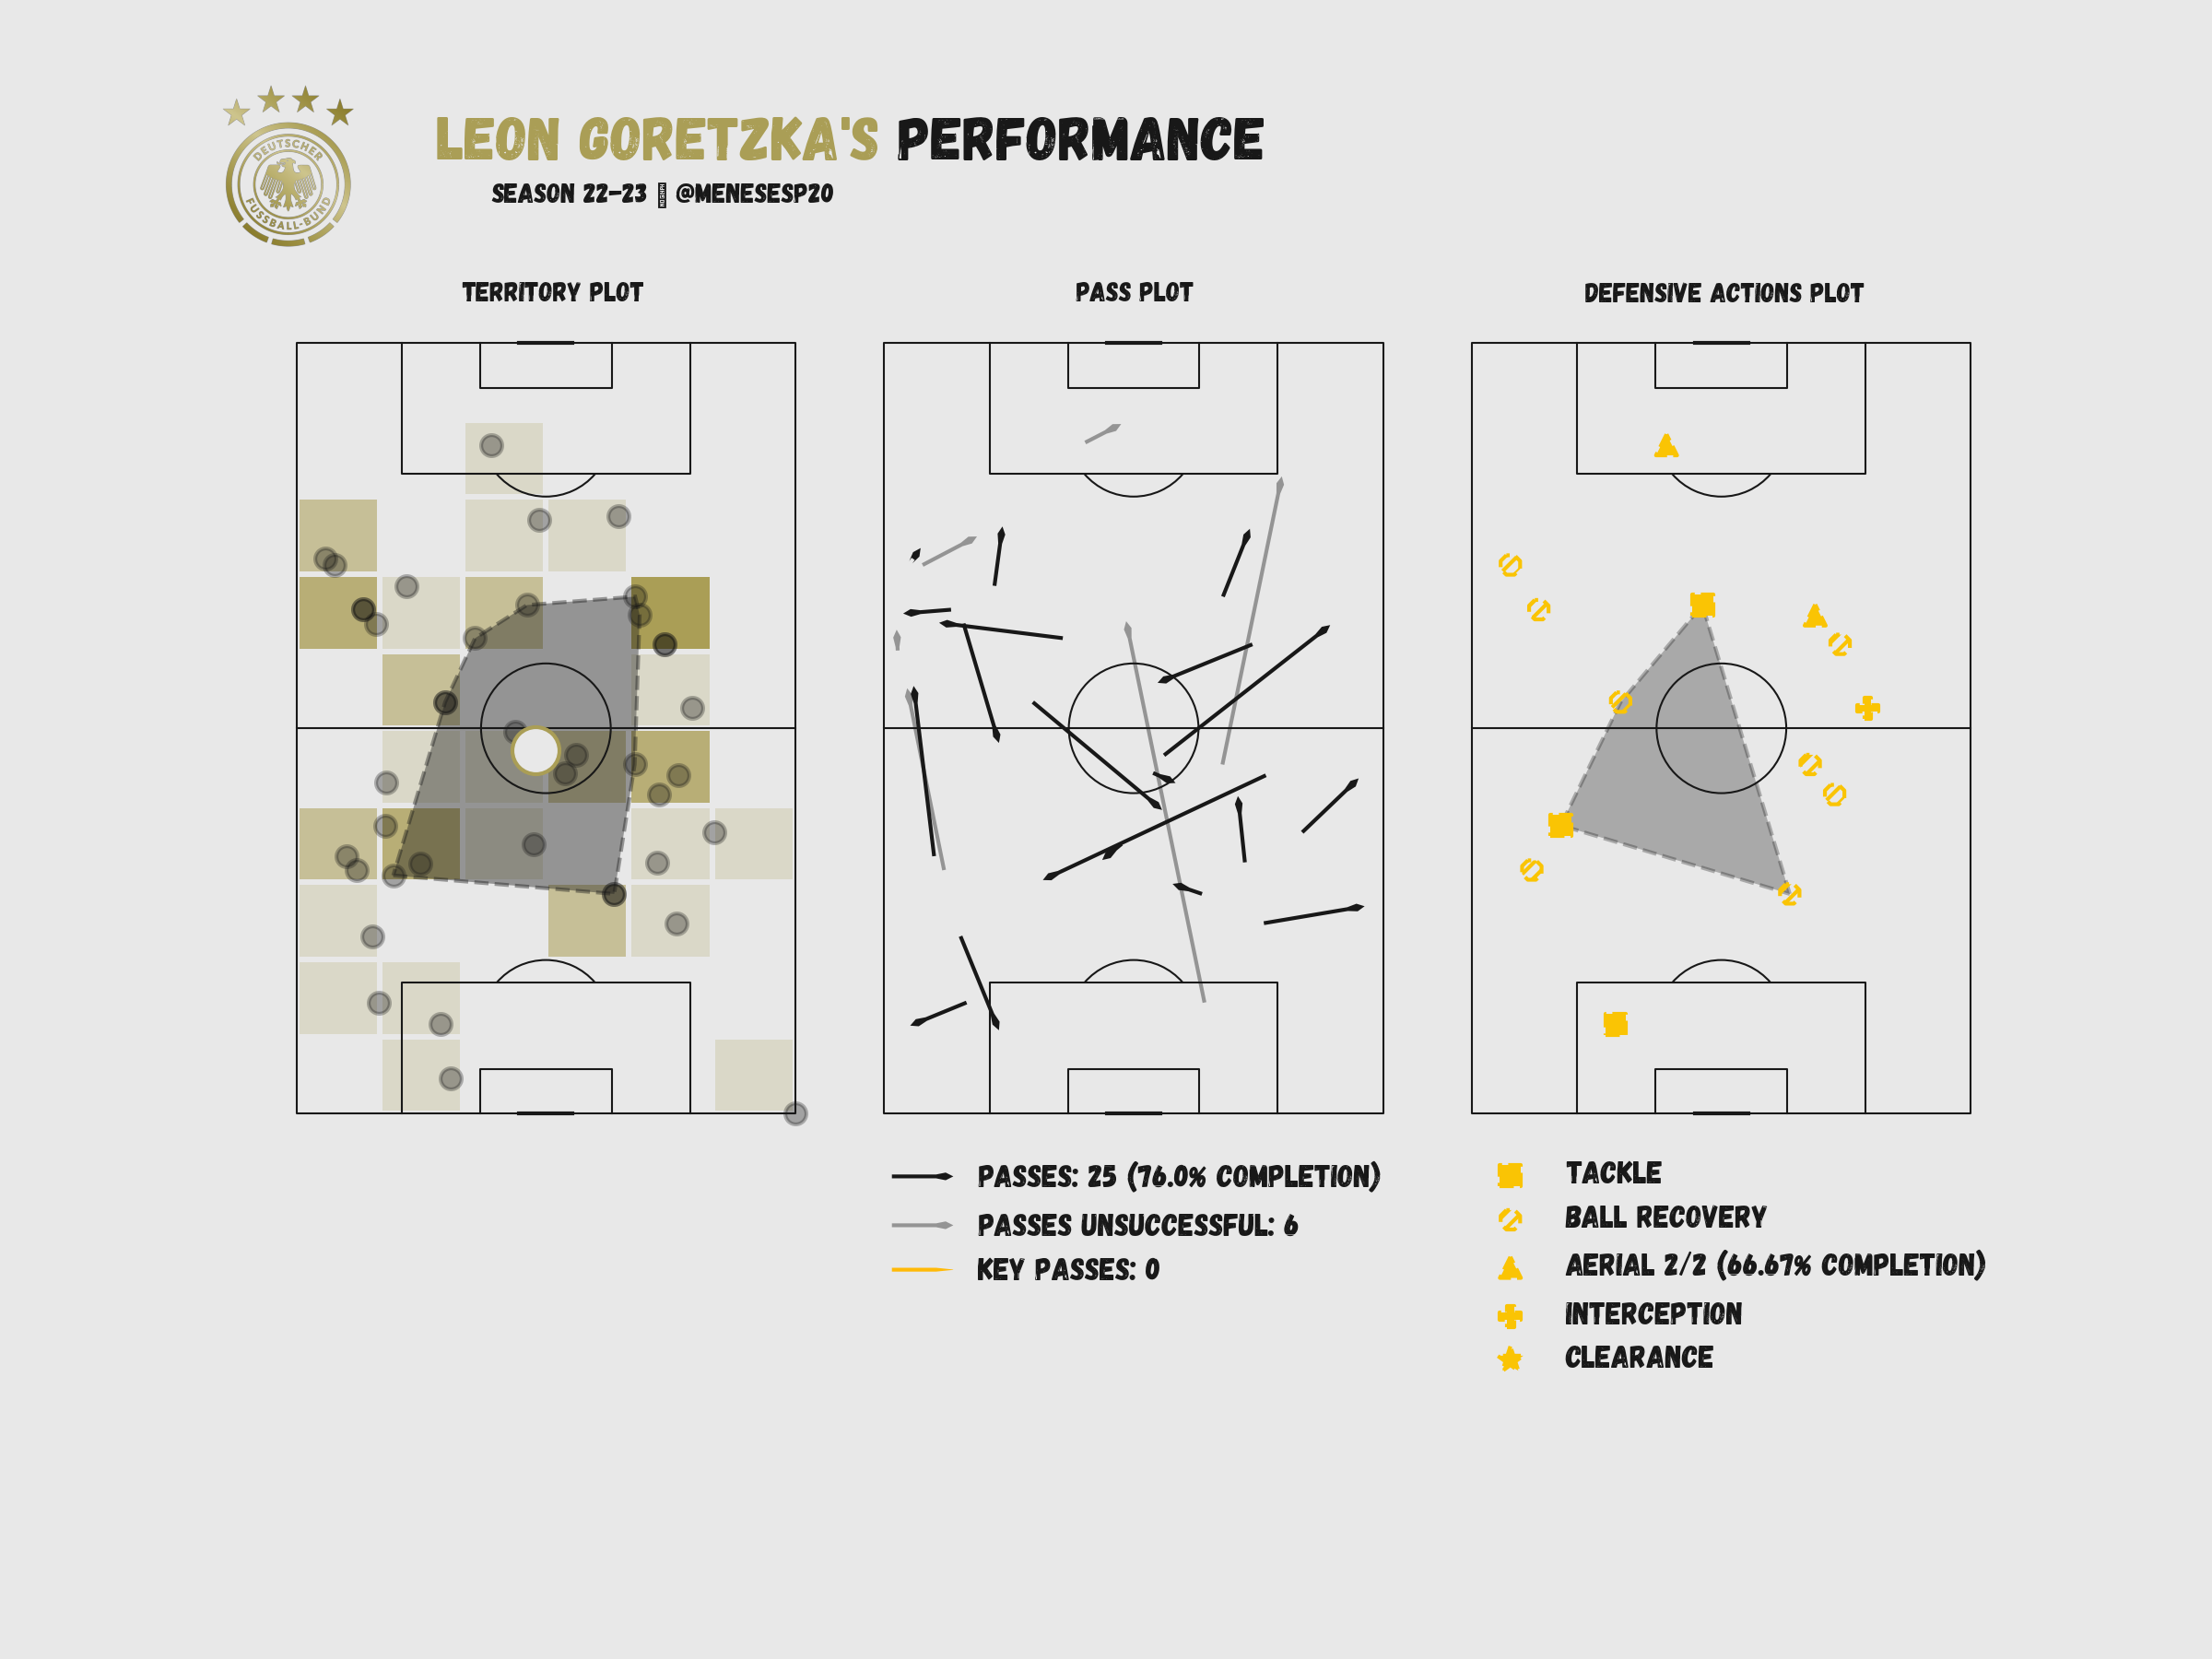 DEUTSCHER
FUSSBALL-BUND
LEON GORETZKA'S PERFORMANCE
SEASON 22-23 @MENESESP20
TERRITORY PLOT
PASS PLOT
DEFENSIVE ACTIONS PLOT
PASSES: 25 (76.0% COMPLETION)
PASSES UNSUCCESSFUL: 6
KEY PASSES: 0
TACKLE
BALL RECOVERY
AERIAL 2/2 (66.67% COMPLETION)
INTERCEPTION
CLEARANCE